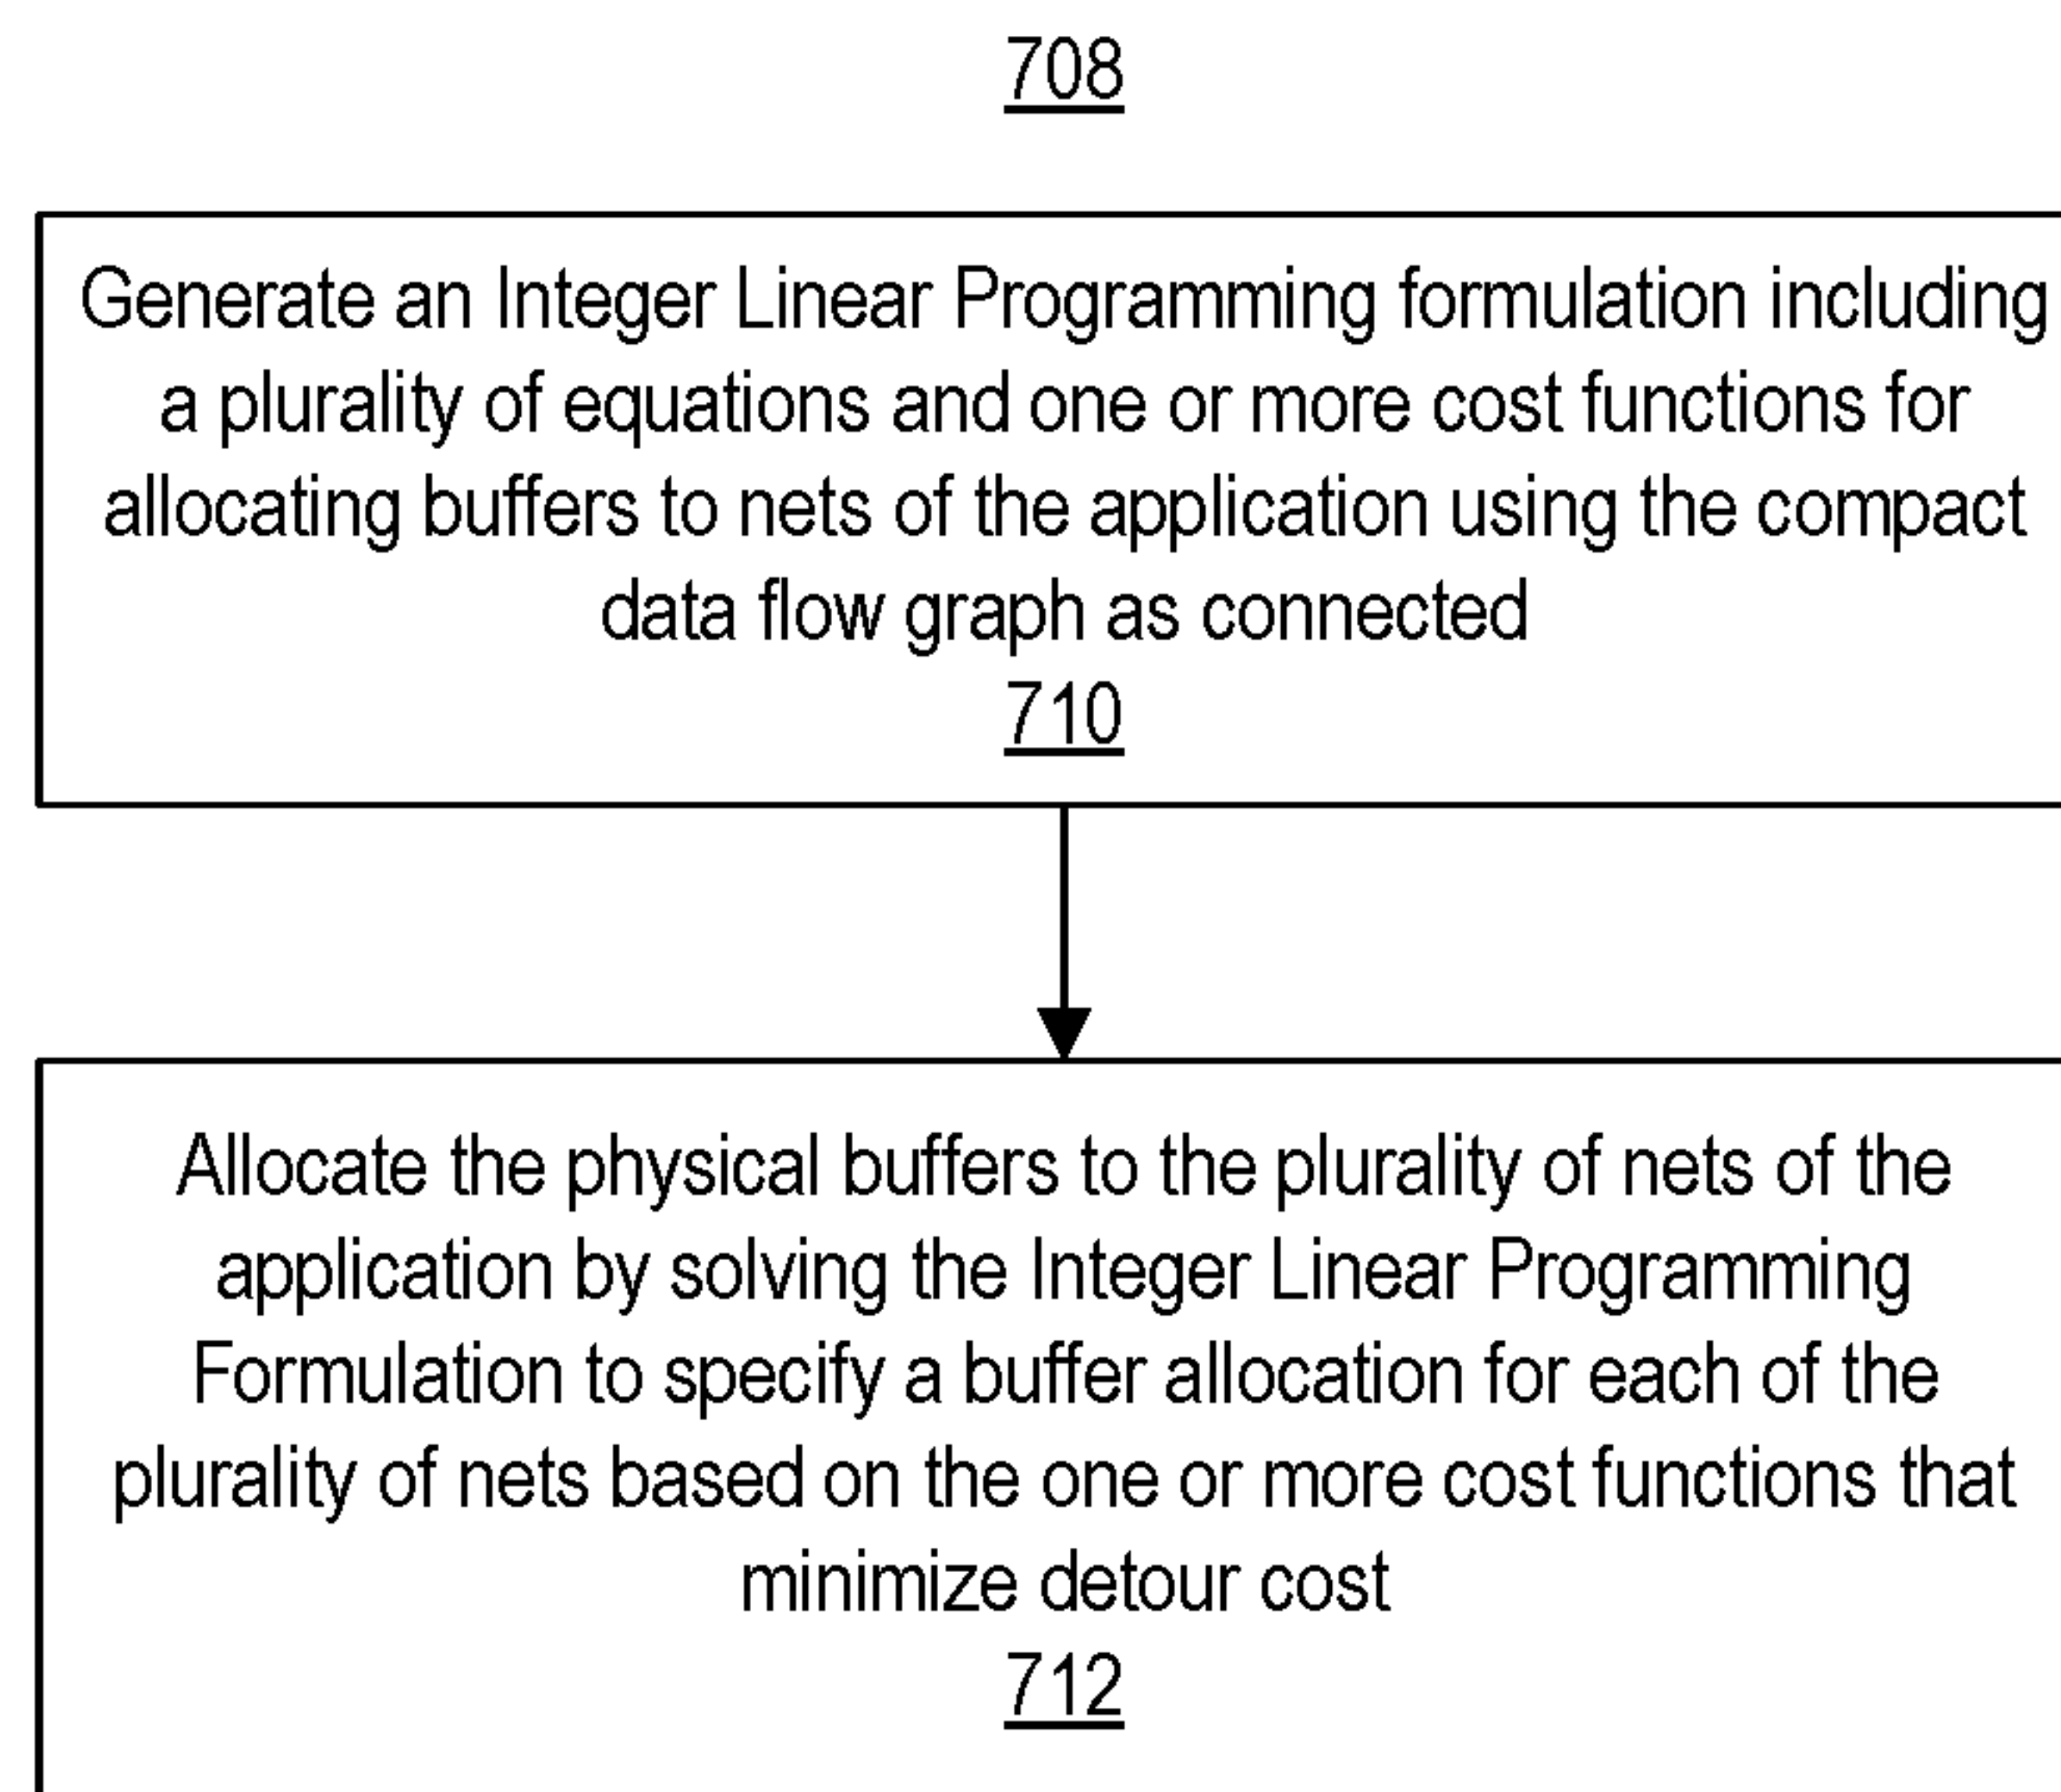 708
Generate an Integer Linear Programming formulation including
a plurality of equations and one or more cost functions for
allocating buffers to nets of the application using the compact
data flow graph as connected
710
Allocate the physical buffers to the plurality of nets of the
application by solving the Integer Linear Programming
Formulation to specify a buffer allocation for each of the
plurality of nets based on the one or more cost functions that
minimize detour cost
712